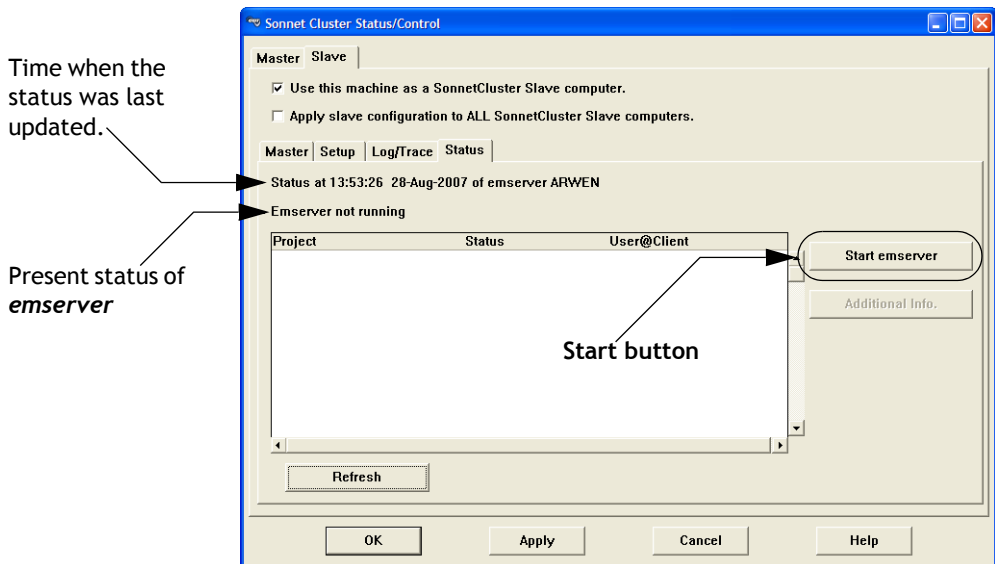 Sonnet Cluster Status/Control
Master Slave
Time when the
status was last
updated.
Use this machine as a SonnetCluster Slave computer.
Apply slave configuration to ALL SonnetCluster Slave computers.
Master Setup Log/Trace Status
Status at 13:53:26 28-Aug-2007 of emserver ARWEN
Emserver not running
Project Status User@Client
Start emserver
Present status of
emserver
Additional Info.
Start button
Refresh
OK Apply Cancel Help